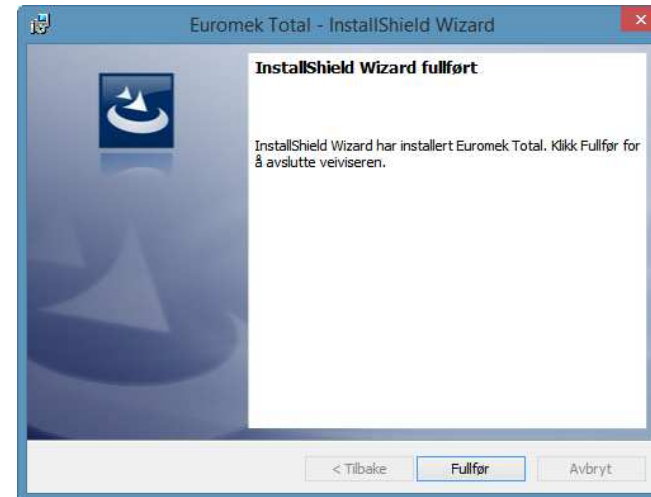 Euromek Total - InstallShield Wizard
InstallShield Wizard fullført
InstallShield Wizard har installert Euromek Total. Klikk Fullfør for
å avslutte veiviseren.
< Tilbake
Fullfør
Avbryt